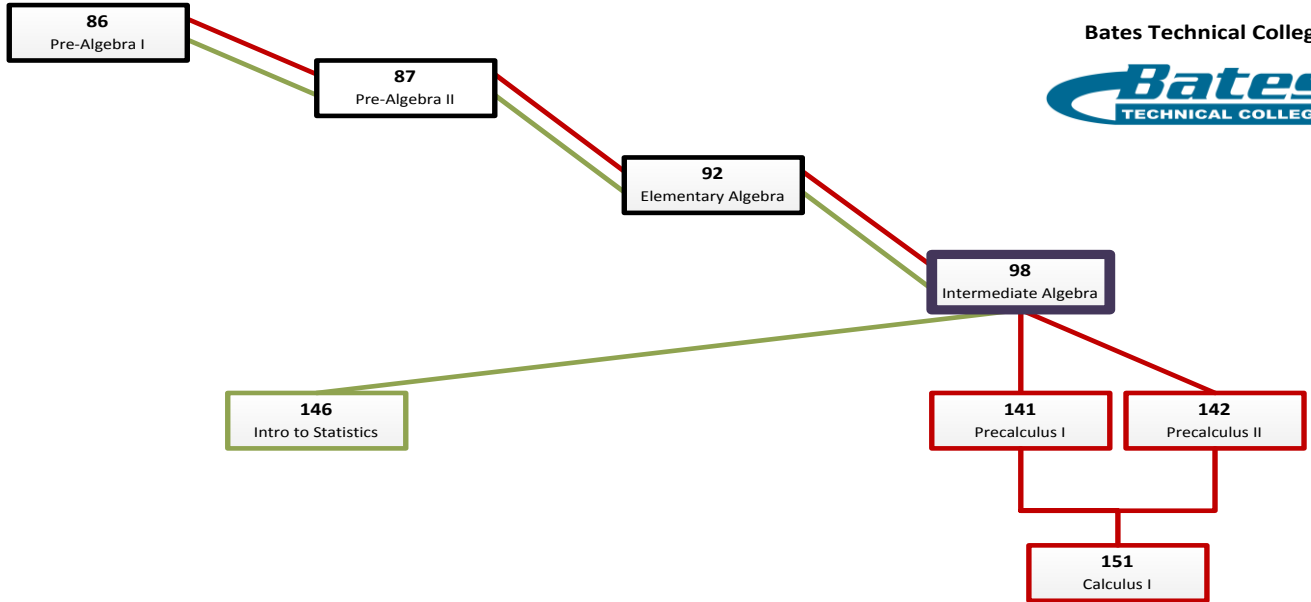 86
Pre-Algebra I
Bates Technical Colleg
87
Pre-Algebra II
Bates
TECHNICAL COLLEG
92
Elementary Algebra
98
Intermediate Algebra
146
Intro to Statistics
141
Precalculus I
142
Precalculus II
151
Calculus I